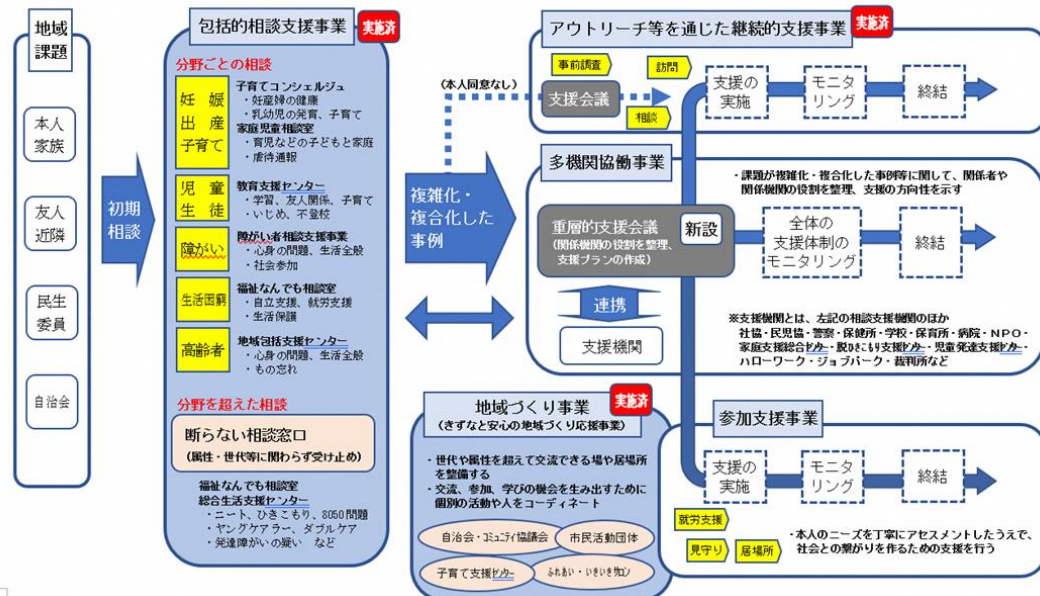 地域
課題
本人
家族
友人
近隣
民生
委員
自治会
初期
相談
包括的相談支援事業
実施済
分野ごとの相談
妊娠
出産
子育て
子育てコンシェルジュ
・妊産婦の健康
・乳幼児の発育、子育て
家庭児童相談室
・育児などの子どもと家庭
・虐待通報
児童
生徒
教育支援センター
・学習、友人関係、子育て
・いじめ、不登校
障がい
障がい者相談支援事業
・心身の問題、生活全般
・社会参加
生活困窮
福祉なんでも相談室
・自立支援、就労支援
・生活保護
高齢者
地域包括支援センター
・心身の問題、生活全般
・もの忘れ
分野を超えた相談
断らない相談窓口
(属性・世代等に関わらず受け止め)
福祉なんでも相談室
総合生活支援センター
・ニート、ひきこもり、8050問題
・ヤングケアラー、ダブルケア
・発達障がいの疑い など
(本人同意なし)
複雑化・
複合化した
事例
アウトリーチ等を通じた継続的支援事業
実施済
事前調査
訪問
支援会議
相談
支援の
実施
モニタ
リング
終結
多機関協働事業
・課題が複雑化・複合化した事例等に関して、関係者や
関係機関の役割を整理、支援の方向性を示す
重層的支援会議
(関係機関の役割を整理、
支援プランの作成)
新設
全体の
支援体制の
モニタリング
終結
連携
支援機関
※支援機関とは、左記の相談支援機関のほか
社協・民児協・警察・保健所・学校・保育所・病院・NPO・
家庭支援総合センター・脱ひきこもり支援センター・児童発達支援センター・
ハローワーク・ジョブパーク・裁判所など
地域づくり事業
実施済
(きずなと安心の地域づくり応援事業)
・世代や属性を超えて交流できる場や居場所
を整備する
・交流、参加、学びの機会を生み出すために
個別の活動や人をコーディネート
自治会・コミュニティ協議会
市民活動団体
子育て支援センター
ふれあい・いきいきサロン
参加支援事業
支援の
実施
モニタ
リング
終結
就労支援
見守り
居場所
・本人のニーズを丁寧にアセスメントしたうえで、
社会との繋がりを作るための支援を行う